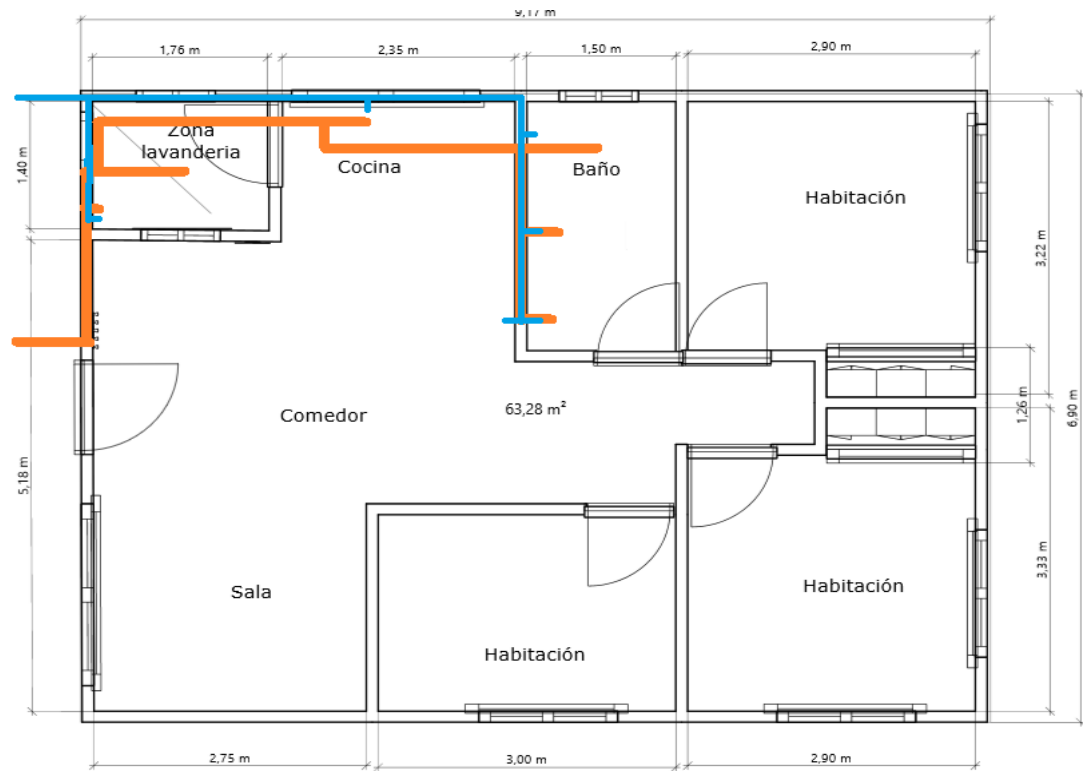 9,17 m
1,76 m
2,35 m
1,50 m
2,90 m
Zona
lavanderia
1,40 m
Cocina
Baño
Habitación
3,22 m
Comedor
63,28 m²
1,26 m
6,90 m
5,18 m
Sala
Habitación
Habitación
3,33 m
2,75 m
3,00 m
2,90 m